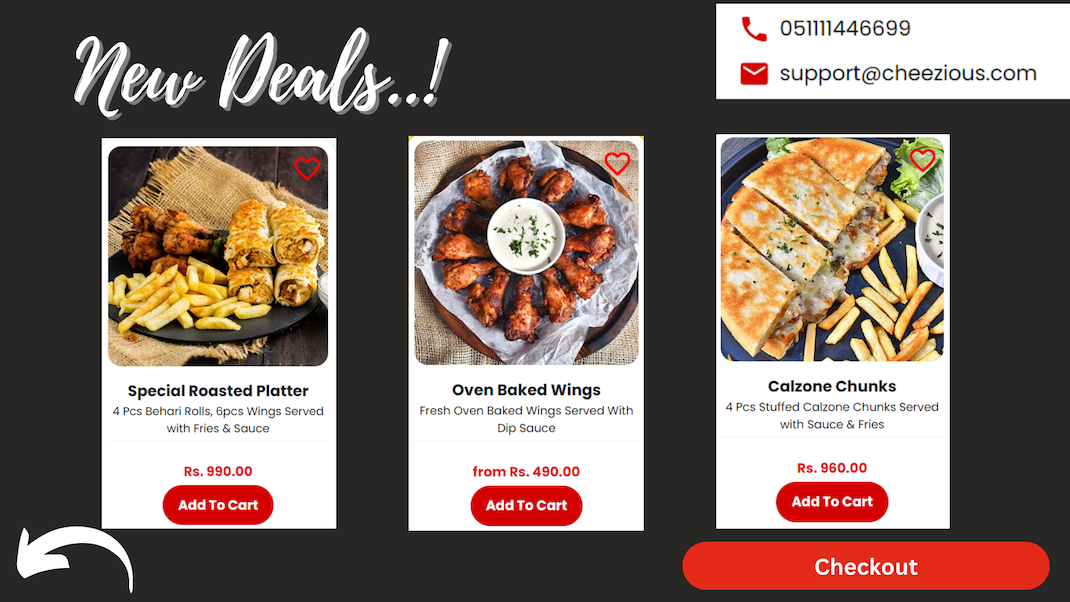 New Deals..!
051111446699
support@cheezious.com
Special Roasted Platter
4 Pcs Behari Rolls, 6pcs Wings Served
with Fries & Sauce
Rs. 990.00
Add To Cart
Oven Baked Wings
Fresh Oven Baked Wings Served With
Dip Sauce
from Rs. 490.00
Add To Cart
Calzone Chunks
4 Pcs Stuffed Calzone Chunks Served
with Sauce & Fries
Rs. 960.00
Add To Cart
Checkout